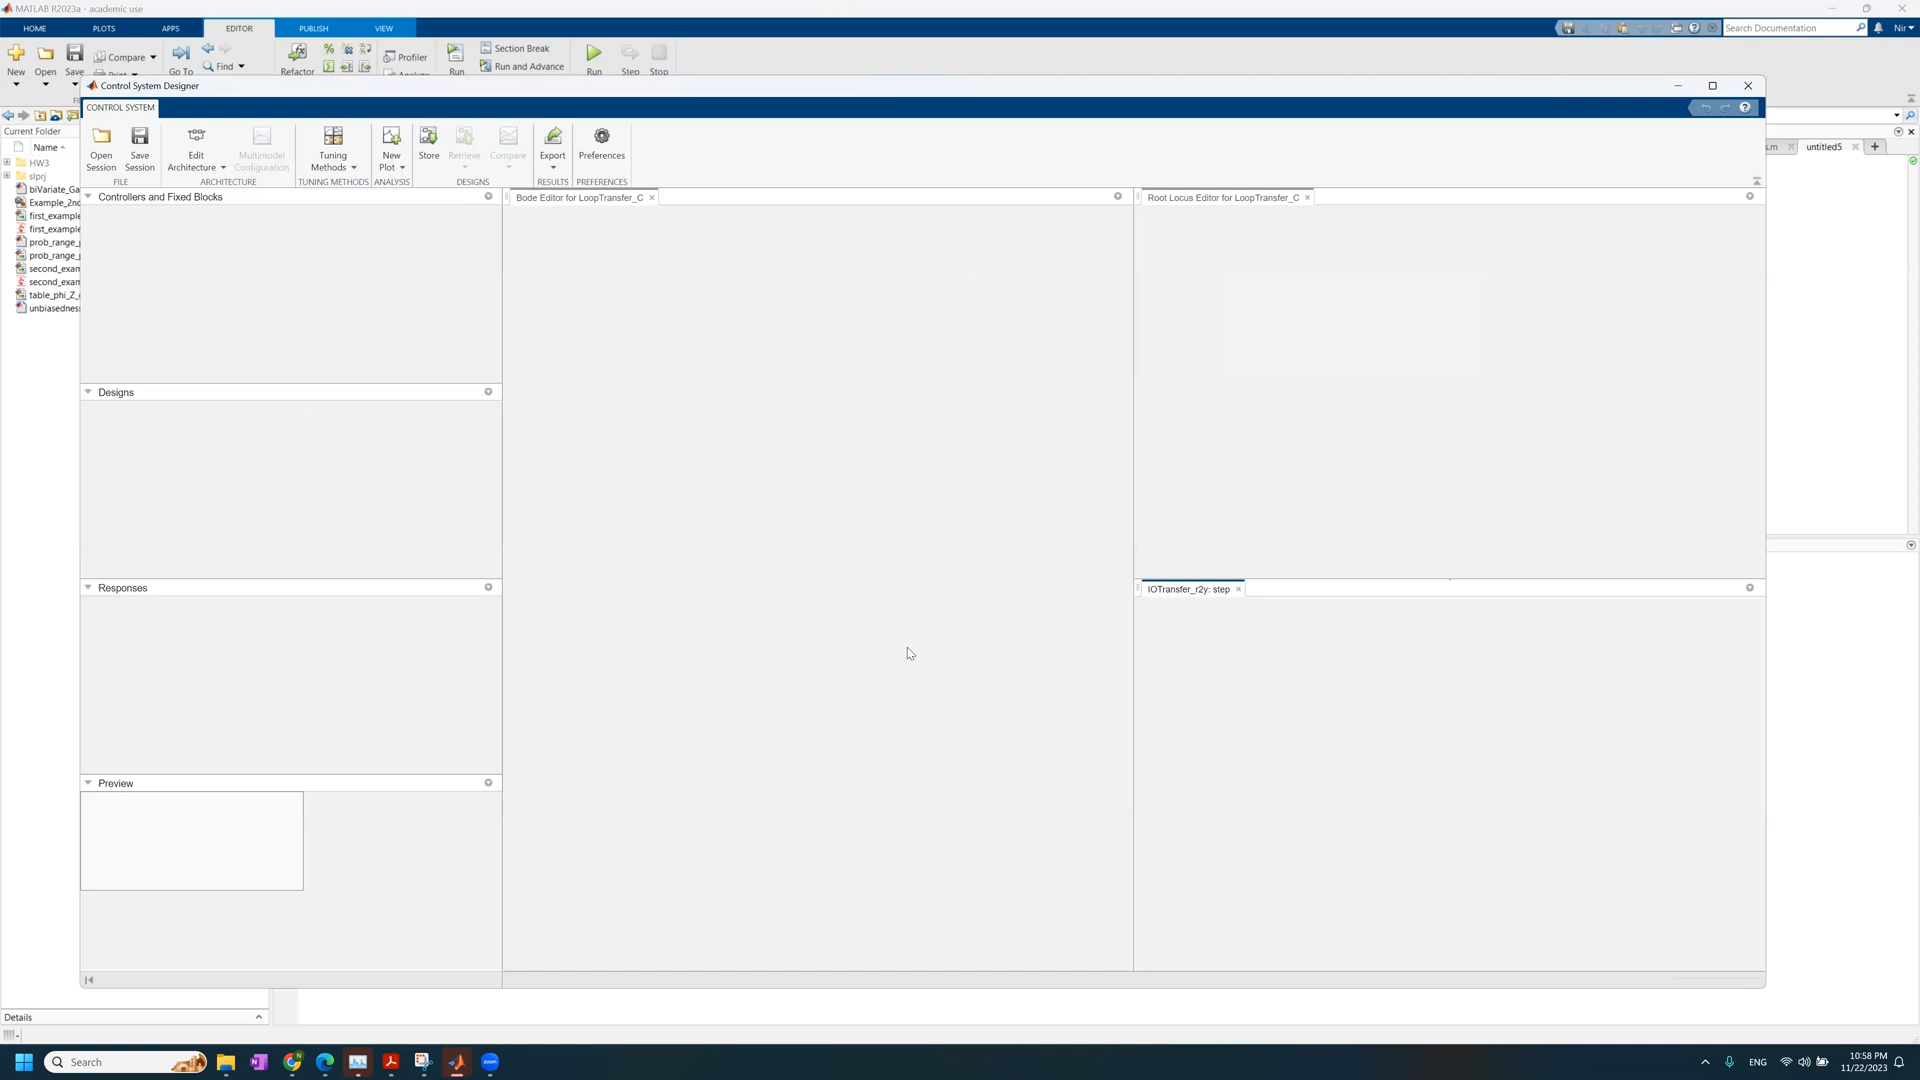 MATLAB R2023a - academic use
HOME PLOTS APPS EDITOR PUBLISH VIEW
Search Documentation
Nir
New Open Save Compare Go To Find Refactor Profiler Run Section Break Run and Advance Run Step Stop
Control System Designer
CONTROL SYSTEM
Open Session
Save Session
Edit Architecture
Multimodel Configuration
Tuning Methods
New Plot
Store
Retrieve
Compare
Export
Preferences
FILE ARCHITECTURE TUNING METHODS ANALYSIS DESIGNS RESULTS PREFERENCES
Current Folder
Name
HW3
slprj
biVariate_Ga
Example_2nd
first_example
first_example
prob_range_p
prob_range_p
second_exam
second_exam
table_phi_Z_
unbiasedness
s.m untitled5
Controllers and Fixed Blocks
Designs
Responses
Preview
Bode Editor for LoopTransfer_C
Root Locus Editor for LoopTransfer_C
IOTransfer_r2y: step
Details
Search
zoom
ENG
10:58 PM
11/22/2023